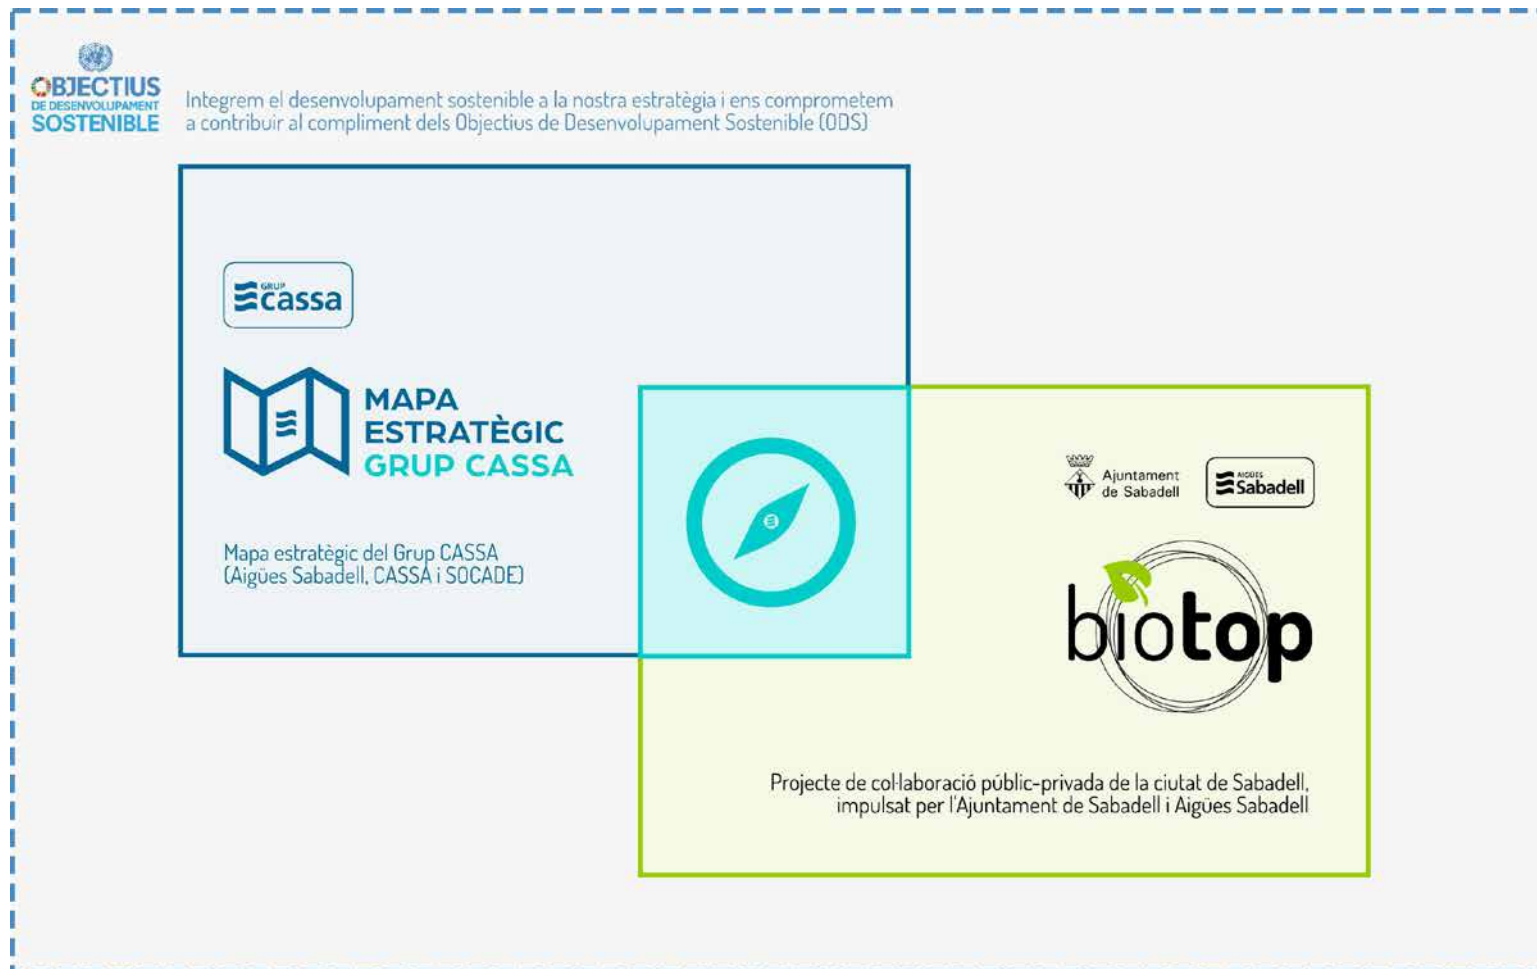 OBJECTIUS
DE DESENVOLUPAMENT
SOSTENIBLE
Integrem el desenvolupament sostenible a la nostra estratègia i ens comprometem
a contribuir al compliment dels Objectius de Desenvolupament Sostenible (ODS)
GRUP
cassa
MAPA
ESTRATÈGIC
GRUP CASSA
Mapa estratègic del Grup CASSA
(Aigües Sabadell, CASSA i SOCADE)
Ajuntament
de Sabadell
AIGÜES
Sabadell
biotop
Projecte de col·laboració públic-privada de la ciutat de Sabadell,
impulsat per l'Ajuntament de Sabadell i Aigües Sabadell